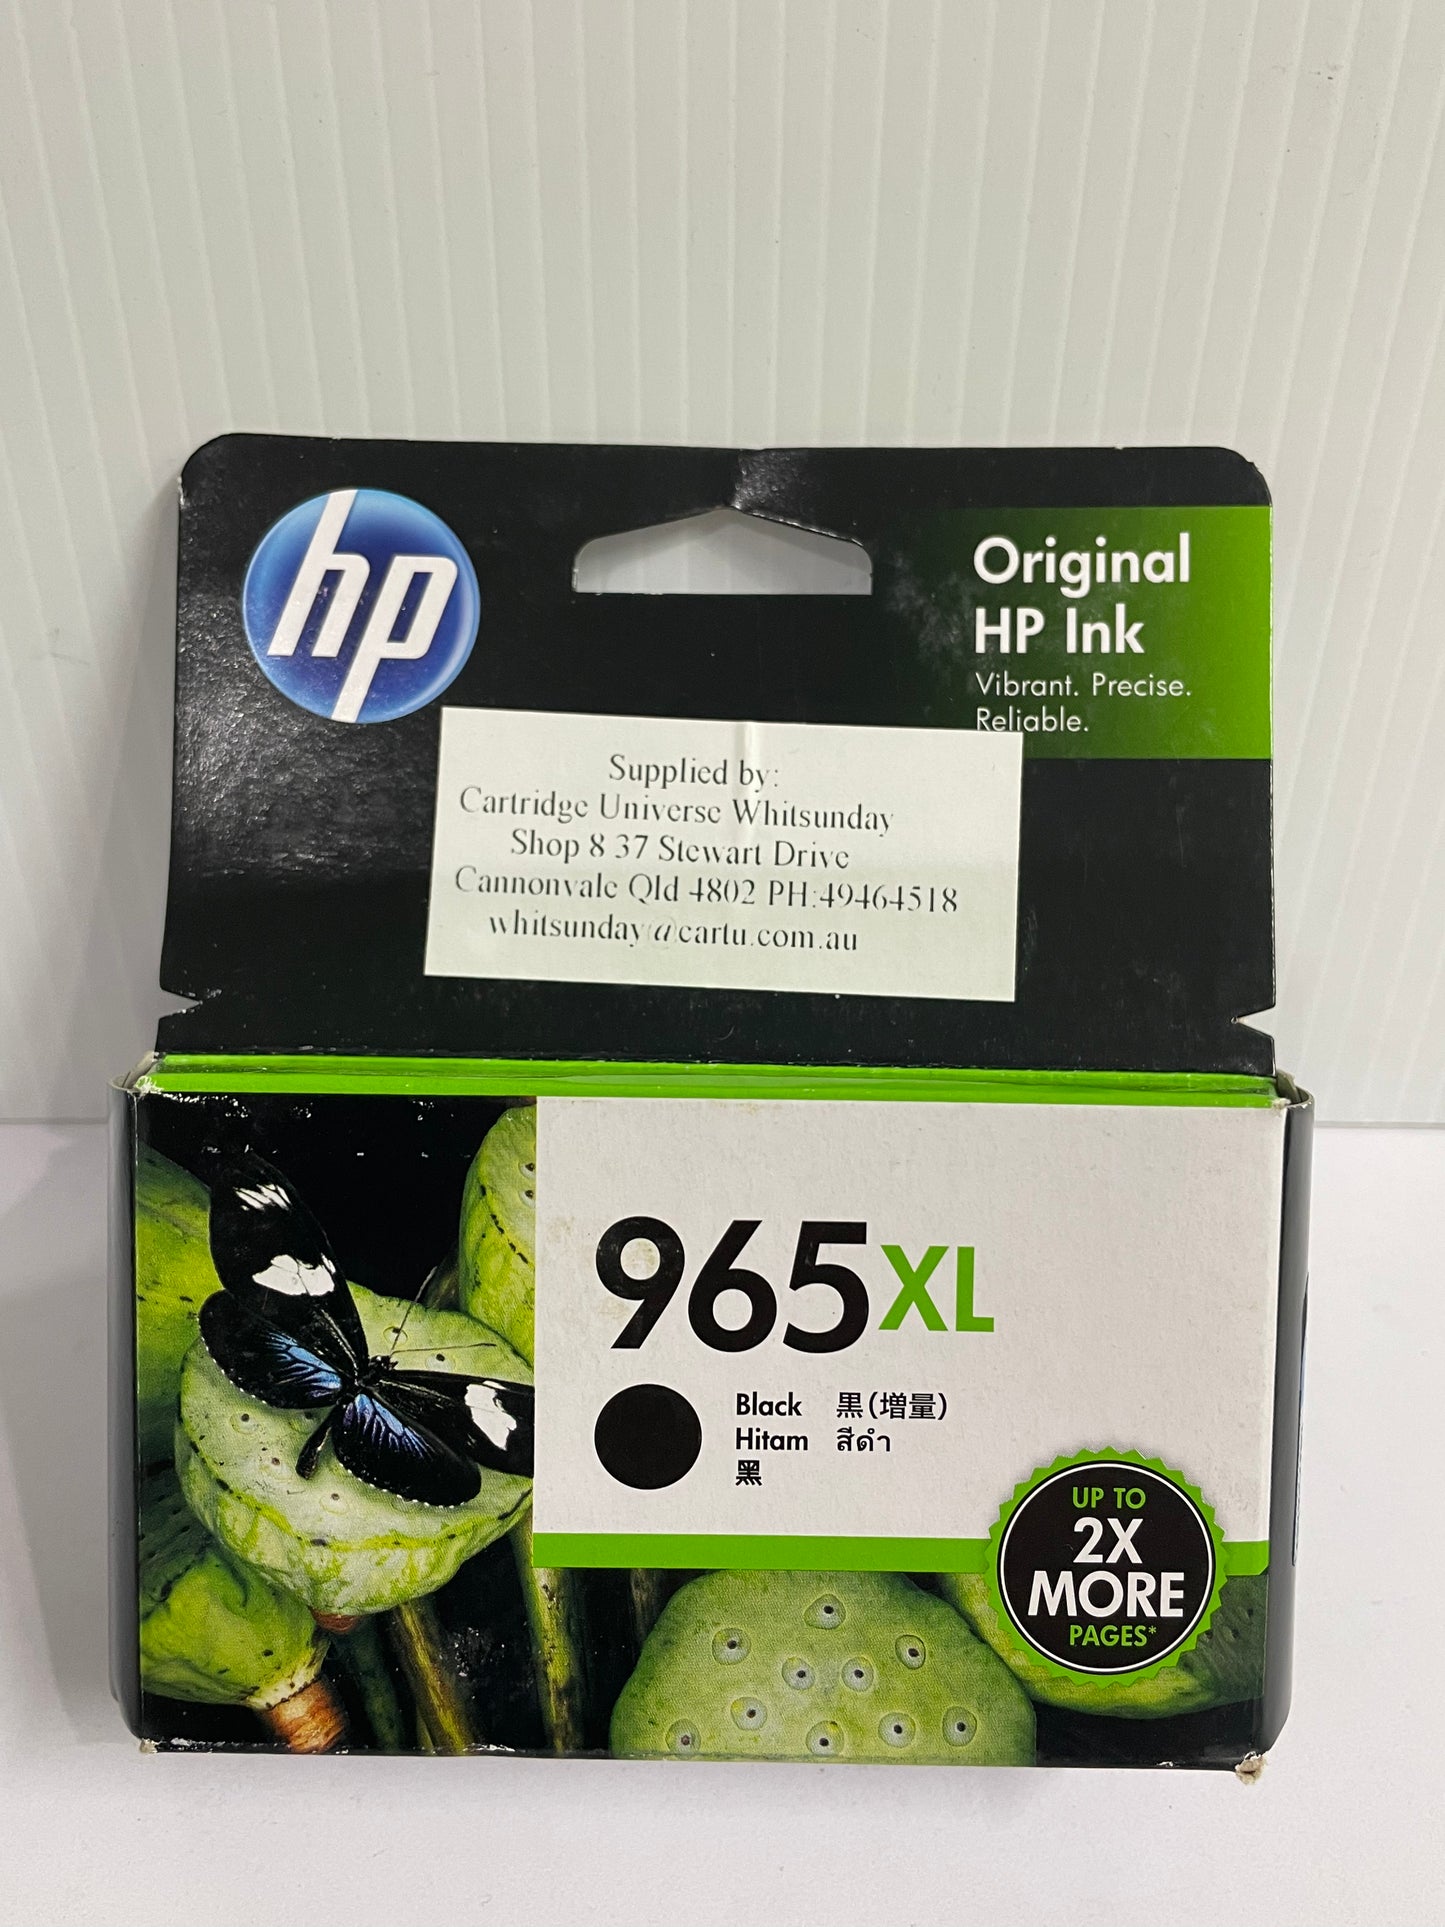 hp
Original
HP Ink
Vibrant. Precise.
Reliable.
Supplied by:
Cartridge Universe Whitsunday
Shop 8 37 Stewart Drive
Cannonvale Qld 4802 PH:49464518
whitsunday@cartu.com.au
965XL
Black 黒(増量)
Hitam สีดำ
黑
UP TO
2X
MORE
PAGES*